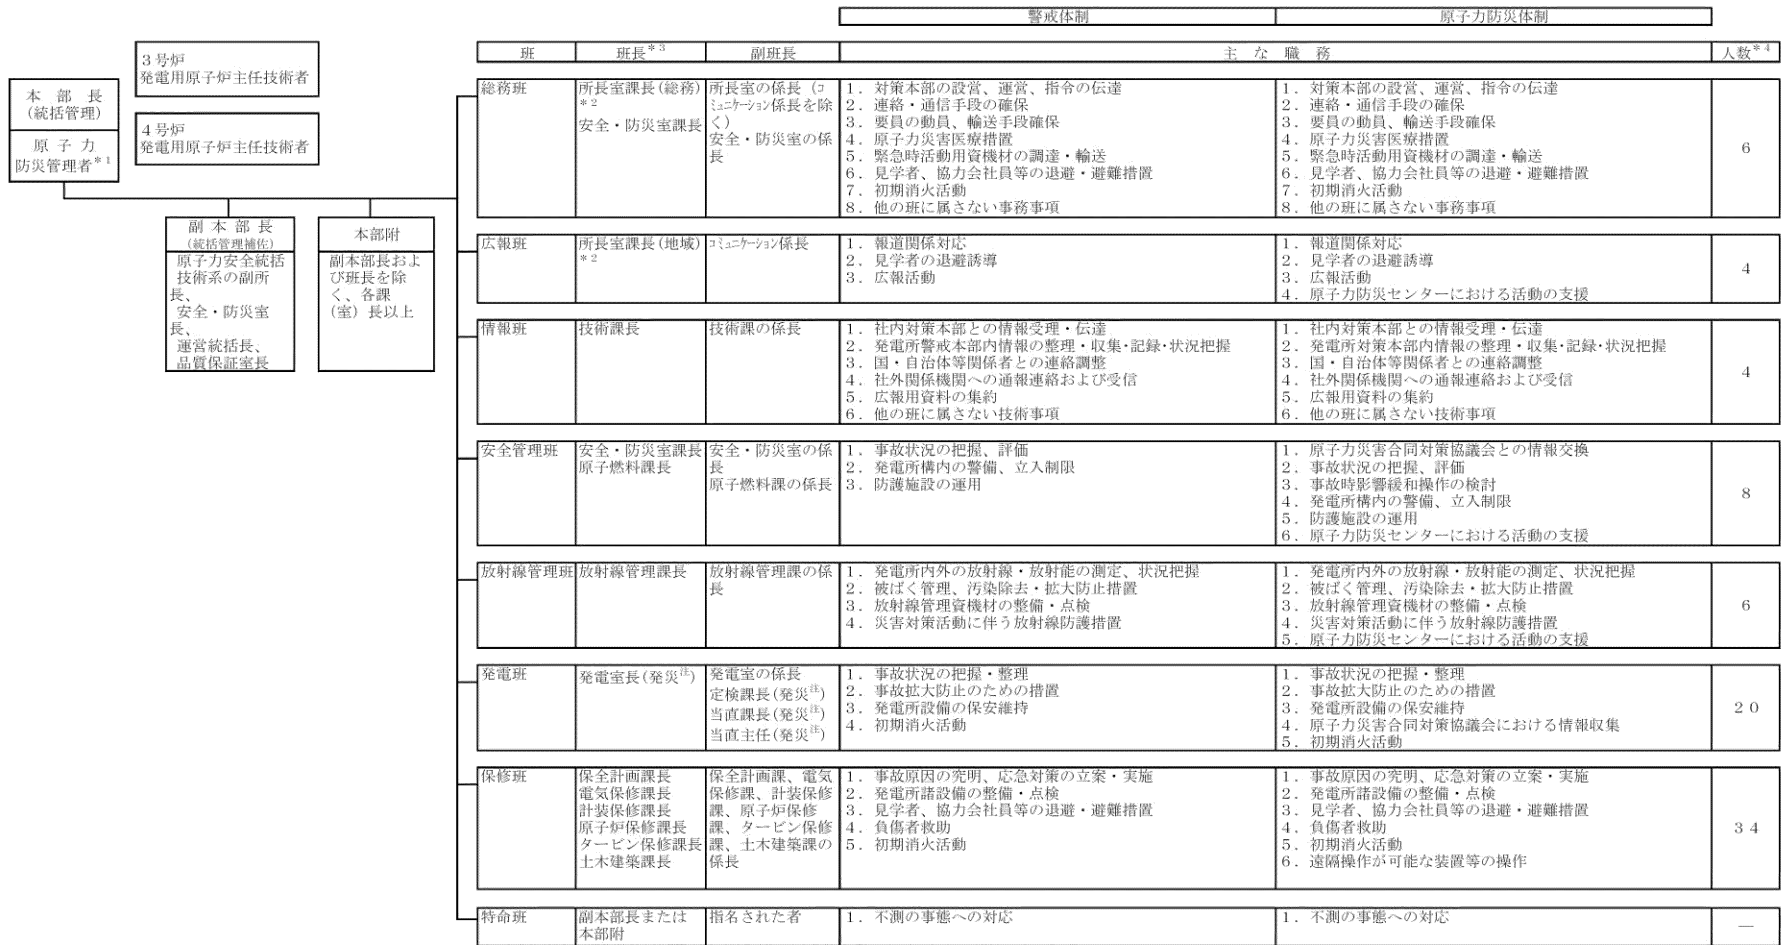 警戒体制
原子力防災体制
班
班長＊3
副班長
主な職務
人数＊4
3号炉
発電用原子炉主任技術者
本部長
(統括管理)
原子力
防災管理者＊1
4号炉
発電用原子炉主任技術者
副本部長
(統括管理補佐)
原子力安全統括
技術系の副所
長、
安全・防災室
長、
運営統括長、
品質保証室長
本部附
副本部長およ
び班長を除
く、各課
(室)長以上
総務班
所長室課長(総務)
＊2
安全・防災室課長
所長室の係長（コ
ミュニケーション係長を除
く）
安全・防災室の係
長
1．対策本部の設営、運営、指令の伝達
2．連絡・通信手段の確保
3．要員の動員、輸送手段確保
4．原子力災害医療措置
5．緊急時活動用資機材の調達・輸送
6．見学者、協力会社員等の退避・避難措置
7．初期消火活動
8．他の班に属さない事務事項
1．対策本部の設営、運営、指令の伝達
2．連絡・通信手段の確保
3．要員の動員、輸送手段確保
4．原子力災害医療措置
5．緊急時活動用資機材の調達・輸送
6．見学者、協力会社員等の退避・避難措置
7．初期消火活動
8．他の班に属さない事務事項
6
広報班
所長室課長(地域)
＊2
コミュニケーション係長
1．報道関係対応
2．見学者の退避誘導
3．広報活動
1．報道関係対応
2．見学者の退避誘導
3．広報活動
4．原子力防災センターにおける活動の支援
4
情報班
技術課長
技術課の係長
1．社内対策本部との情報受理・伝達
2．発電所警戒本部内情報の整理・収集・記録・状況把握
3．国・自治体等関係者との連絡調整
4．社外関係機関への通報連絡および受信
5．広報用資料の集約
6．他の班に属さない技術事項
1．社内対策本部との情報受理・伝達
2．発電所対策本部内情報の整理・収集・記録・状況把握
3．国・自治体等関係者との連絡調整
4．社外関係機関への通報連絡および受信
5．広報用資料の集約
6．他の班に属さない技術事項
4
安全管理班
安全・防災室課長
原子燃料課長
安全・防災室の係
長
原子燃料課の係長
1．事故状況の把握、評価
2．発電所構内の警備、立入制限
3．防護施設の運用
1．原子力災害合同対策協議会との情報交換
2．事故状況の把握、評価
3．事故時影響緩和操作の検討
4．発電所構内の警備、立入制限
5．防護施設の運用
6．原子力防災センターにおける活動の支援
8
放射線管理班
放射線管理課長
放射線管理課の係
長
1．発電所内外の放射線・放射能の測定、状況把握
2．被ばく管理、汚染除去・拡大防止措置
3．放射線管理資機材の整備・点検
4．災害対策活動に伴う放射線防護措置
1．発電所内外の放射線・放射能の測定、状況把握
2．被ばく管理、汚染除去・拡大防止措置
3．放射線管理資機材の整備・点検
4．災害対策活動に伴う放射線防護措置
5．原子力防災センターにおける活動の支援
6
発電班
発電室長(発災注)
発電室の係長
定検課長(発災注)
当直課長(発災注)
当直主任(発災注)
1．事故状況の把握・整理
2．事故拡大防止のための措置
3．発電所設備の保安維持
4．初期消火活動
1．事故状況の把握・整理
2．事故拡大防止のための措置
3．発電所設備の保安維持
4．原子力災害合同対策協議会における情報収集
5．初期消火活動
20
保修班
保全計画課長
電気保修課長
計装保修課長
原子炉保修課長
タービン保修課長
土木建築課長
保全計画課、電気
保修課、計装保修
課、原子炉保修
課、タービン保修
課、土木建築課の
係長
1．事故原因の究明、応急対策の立案・実施
2．発電所諸設備の整備・点検
3．見学者、協力会社員等の退避・避難措置
4．負傷者救助
5．初期消火活動
1．事故原因の究明、応急対策の立案・実施
2．発電所諸設備の整備・点検
3．見学者、協力会社員等の退避・避難措置
4．負傷者救助
5．初期消火活動
6．遠隔操作が可能な装置等の操作
34
特命班
副本部長または
本部附
指名された者
1．不測の事態への対応
1．不測の事態への対応
―